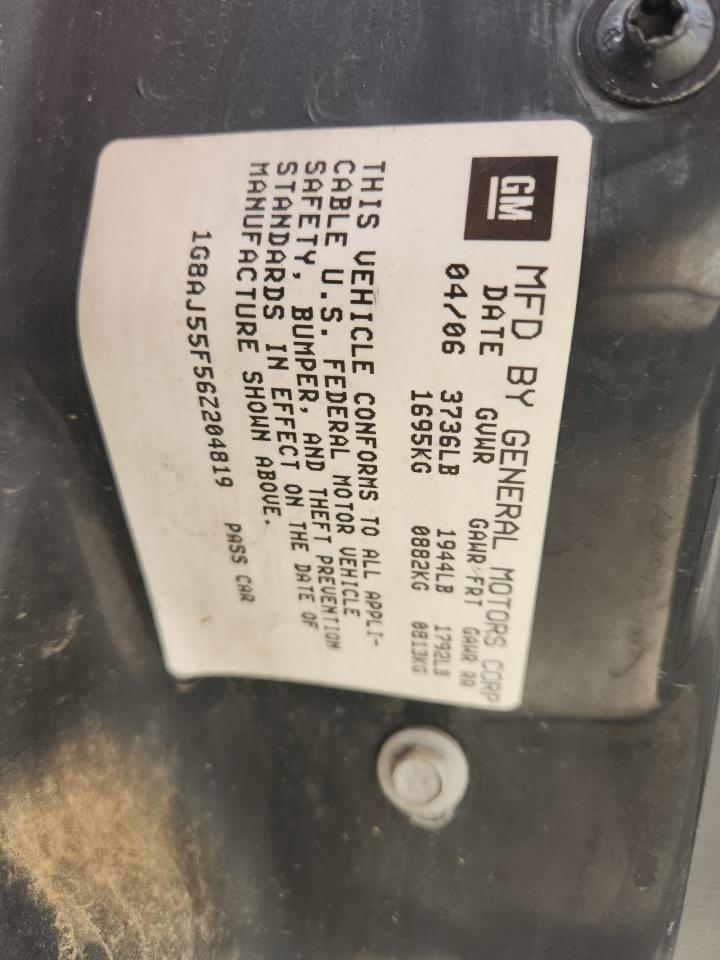 GM
MFD BY GENERAL MOTORS CORP
DATE GVWR GAWR FRT GAWR RR
04/06 3736LB 1944LB 1792LB
1695KG 0882KG 0813KG
THIS VEHICLE CONFORMS TO ALL APPLI-
CABLE U.S. FEDERAL MOTOR VEHICLE
SAFETY, BUMPER, AND THEFT PREVENTION
STANDARDS IN EFFECT ON THE DATE OF
MANUFACTURE SHOWN ABOVE.
1G8AJ55F56Z204819 PASS CAR